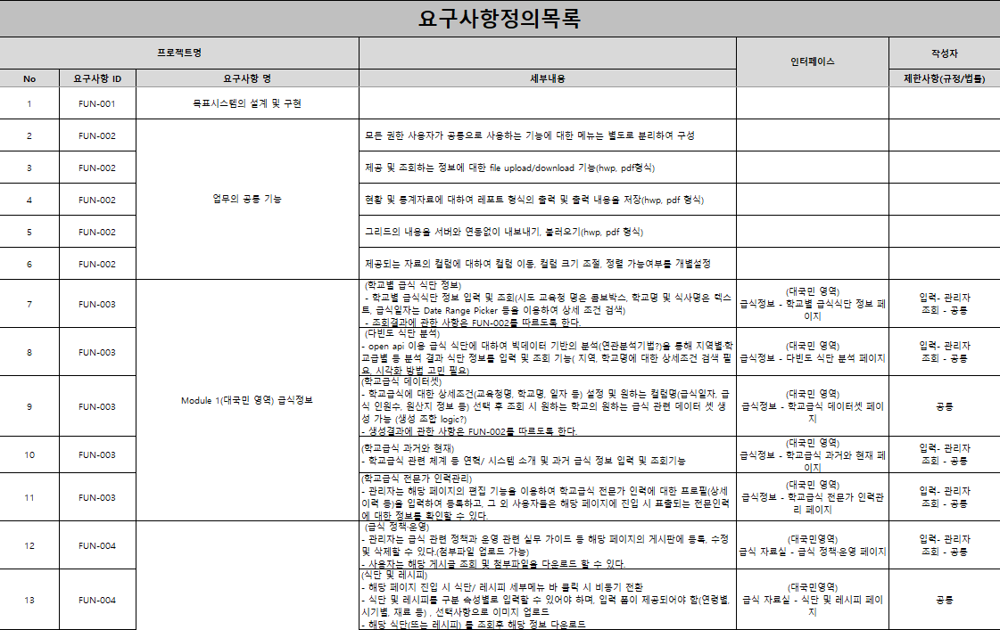 요구사항정의목록
프로젝트명
인터페이스
작성자
No
요구사항 ID
요구사항 명
세부내용
제한사항(규정/법률)
1
FUN-001
목표시스템의 설계 및 구현
2
FUN-002
업무의 공통 기능
모든 권한 사용자가 공통으로 사용하는 기능에 대한 메뉴는 별도로 분리하여 구성
3
FUN-002
제공 및 조회하는 정보에 대한 file upload/download 기능(hwp, pdf형식)
4
FUN-002
현황 및 통계자료에 대하여 레포트 형식의 출력 및 출력 내용을 저장(hwp, pdf 형식)
5
FUN-002
그리드의 내용을 서버와 연동없이 내보내기, 불러오기(hwp, pdf 형식)
6
FUN-002
제공되는 자료의 컬럼에 대하여 컬럼 이동, 컬럼 크기 조절, 정렬 가능여부를 개별설정
7
FUN-003
Module 1(대국민 영역) 급식정보
(학교별 급식 식단 정보)
- 학교별 급식식단 정보 입력 및 조회(시도 교육청 명은 콤보박스, 학교명 및 식사명은 텍스
트, 급식일자는 Date Range Picker 등을 이용하여 상세 조건 검색)
- 조회결과에 관한 사항은 FUN-002를 따르도록 한다.
(대국민 영역)
급식정보 - 학교별 급식식단 정보 페
이지
입력- 관리자
조회 - 공통
8
FUN-003
(다빈도 식단 분석)
- open api 이용 급식 식단에 대하여 빅데이터 기반의 분석(연관분석기법?)을 통해 지역별·학
교급별 등 분석 결과 식단 정보를 입력 및 조회 기능( 지역, 학교명에 대한 상세조건 검색 필
요, 시각화 방법 고민 필요)
(대국민 영역)
급식정보 - 다빈도 식단 분석 페이지
입력- 관리자
조회 - 공통
9
FUN-003
(학교급식 데이터셋)
- 학교급식에 대한 상세조건(교육청명, 학교명, 일자 등) 설정 및 원하는 컬럼명(급식일자, 급
식 인원수, 원산지 정보 등) 선택 후 조회 시 원하는 학교의 원하는 급식 관련 데이터 셋 생
성 가능 (생성 조합 logic?)
- 생성결과에 관한 사항은 FUN-002를 따르도록 한다.
(대국민 영역)
급식정보 - 학교급식 데이터셋 페이
지
공통
10
FUN-003
(학교급식 과거와 현재)
- 학교급식 관련 체계 등 연혁/ 시스템 소개 및 과거 급식 정보 입력 및 조회기능
(대국민 영역)
급식정보 - 학교급식 과거와 현재 페
이지
입력- 관리자
조회 - 공통
11
FUN-003
(학교급식 전문가 인력관리)
- 관리자는 해당 페이지의 편집 기능을 이용하여 학교급식 전문가 인력에 대한 프로필(상세
이력 등)을 입력하여 등록하고, 그 외 사용자들은 해당 페이지에 진입 시 표출되는 전문인력
에 대한 정보를 확인할 수 있다.
(대국민 영역)
급식정보 - 학교급식 전문가 인력관
리 페이지
입력- 관리자
조회 - 공통
12
FUN-004
(급식 정책·운영)
- 관리자는 급식 관련 정책과 운영 관련 실무 가이드 등 해당 페이지의 게시판에 등록, 수정
및 삭제할 수 있다.(첨부파일 업로드 가능)
- 사용자는 해당 게시글 조회 및 첨부파일을 다운로드 할 수 있다.
(대국민영역)
급식 자료실 - 급식 정책·운영 페이지
입력- 관리자
조회 - 공통
13
FUN-004
(식단 및 레시피)
- 해당 페이지 진입 시 식단/ 레시피 세부메뉴 바 클릭 시 비동기 전환
- 식단 및 레시피를 구분 속성별로 입력할 수 있어야 하며, 입력 폼이 제공되어야 함(연령별,
시기별, 재료 등) , 선택사항으로 이미지 업로드
- 해당 식단(또는 레시피) 를 조회후 해당 정보 다운로드
(대국민영역)
급식 자료실 - 식단 및 레시피 페이
지
공통